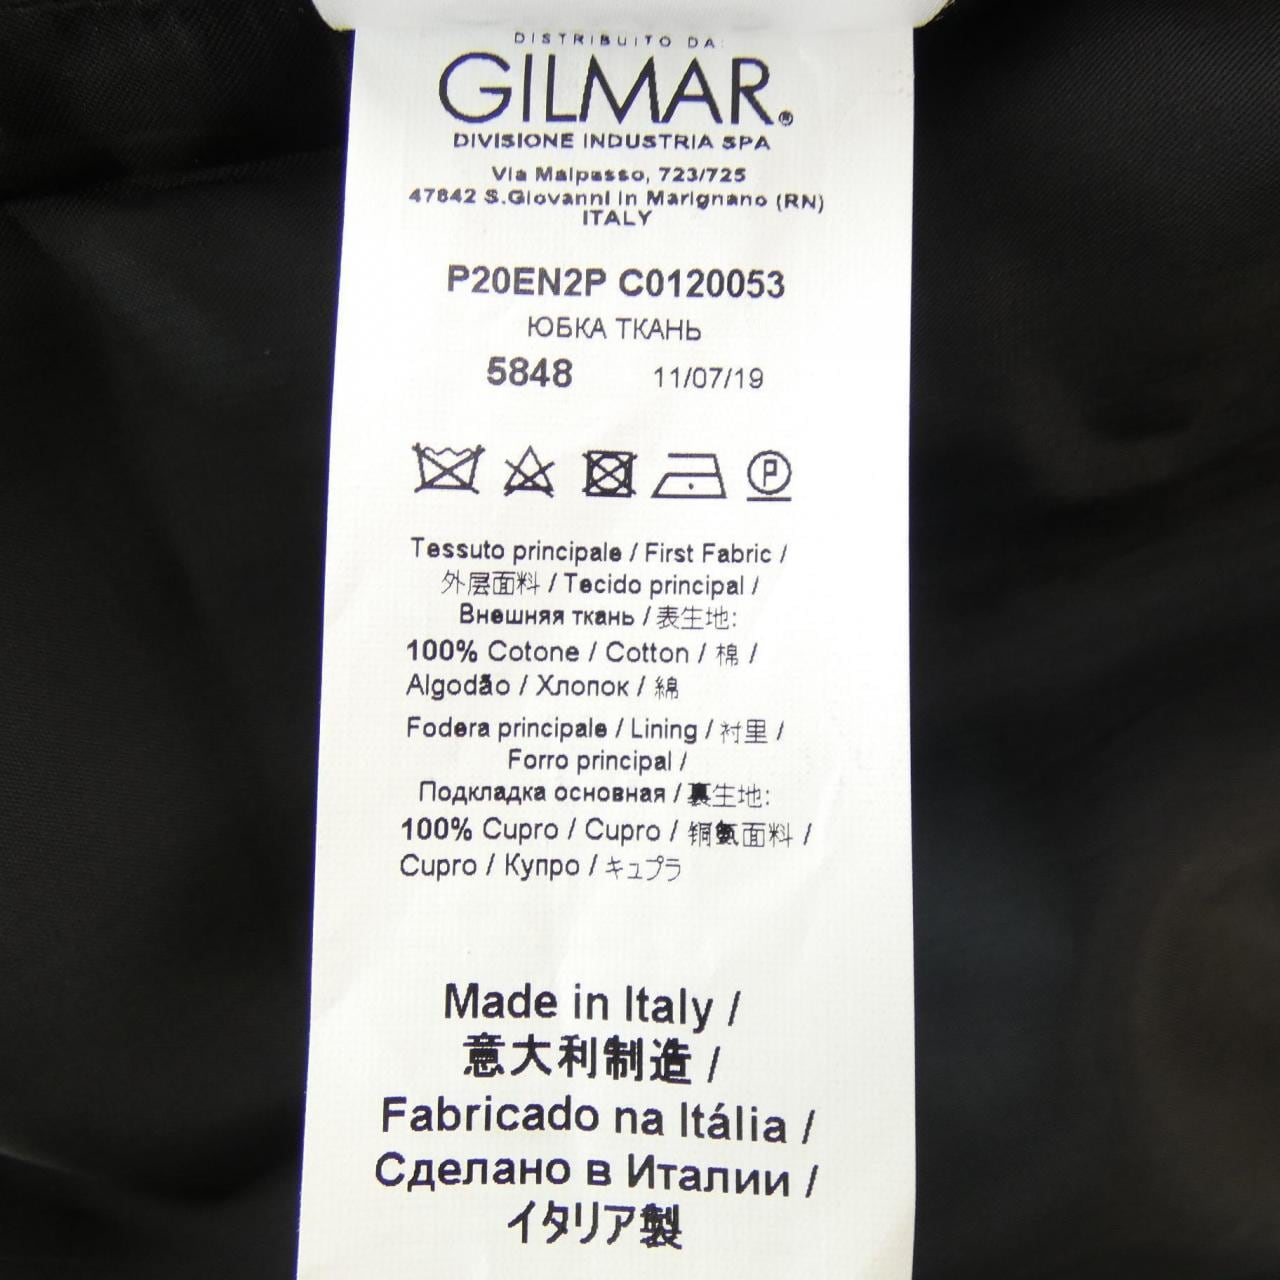 DISTRIBUITO DA:
GILMAR®
DIVISIONE INDUSTRIA SPA
Via Malpasso, 723/725
47842 S.Giovanni in Marignano (RN)
ITALY
P20EN2P C0120053
ЮБКА ТКАНЬ
5848 11/07/19
P
Tessuto principale / First Fabric /
外层面料 / Tecido principal /
Внешняя ткань / 表生地:
100% Cotone / Cotton / 棉 /
Algodão / Хлопок / 綿
Fodera principale / Lining / 衬里 /
Forro principal /
Подкладка основная / 裏生地:
100% Cupro / Cupro / 铜氨面料 /
Cupro / Купро / キュプラ
Made in Italy /
意大利制造 /
Fabricado na Itália /
Сделано в Италии /
イタリア製